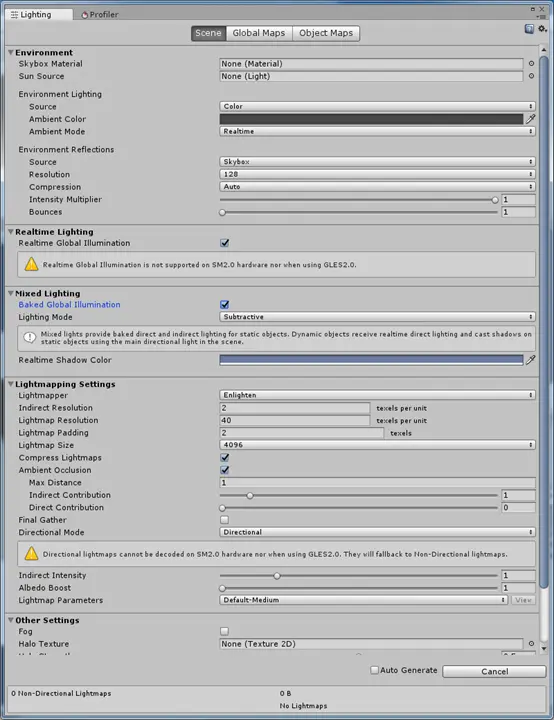 Lighting Profiler
Scene Global Maps Object Maps
Environment
Skybox Material None (Material)
Sun Source None (Light)
Environment Lighting
Source Color
Ambient Color
Ambient Mode Realtime
Environment Reflections
Source Skybox
Resolution 128
Compression Auto
Intensity Multiplier 1
Bounces 1
Realtime Lighting
Realtime Global Illumination
Realtime Global Illumination is not supported on SM2.0 hardware nor when using GLES2.0.
Mixed Lighting
Baked Global Illumination
Lighting Mode Subtractive
Mixed lights provide baked direct and indirect lighting for static objects. Dynamic objects receive realtime direct lighting and cast shadows on
static objects using the main directional light in the scene.
Realtime Shadow Color
Lightmapping Settings
Lightmapper Enlighten
Indirect Resolution 2 texels per unit
Lightmap Resolution 40 texels per unit
Lightmap Padding 2 texels
Lightmap Size 4096
Compress Lightmaps
Ambient Occlusion
Max Distance 1
Indirect Contribution 1
Direct Contribution 0
Final Gather
Directional Mode Directional
Directional lightmaps cannot be decoded on SM2.0 hardware nor when using GLES2.0. They will fallback to Non-Directional lightmaps.
Indirect Intensity 1
Albedo Boost 1
Lightmap Parameters Default-Medium View
Other Settings
Fog
Halo Texture None (Texture 2D)
Auto Generate Cancel
0 Non-Directional Lightmaps 0 B
No Lightmaps